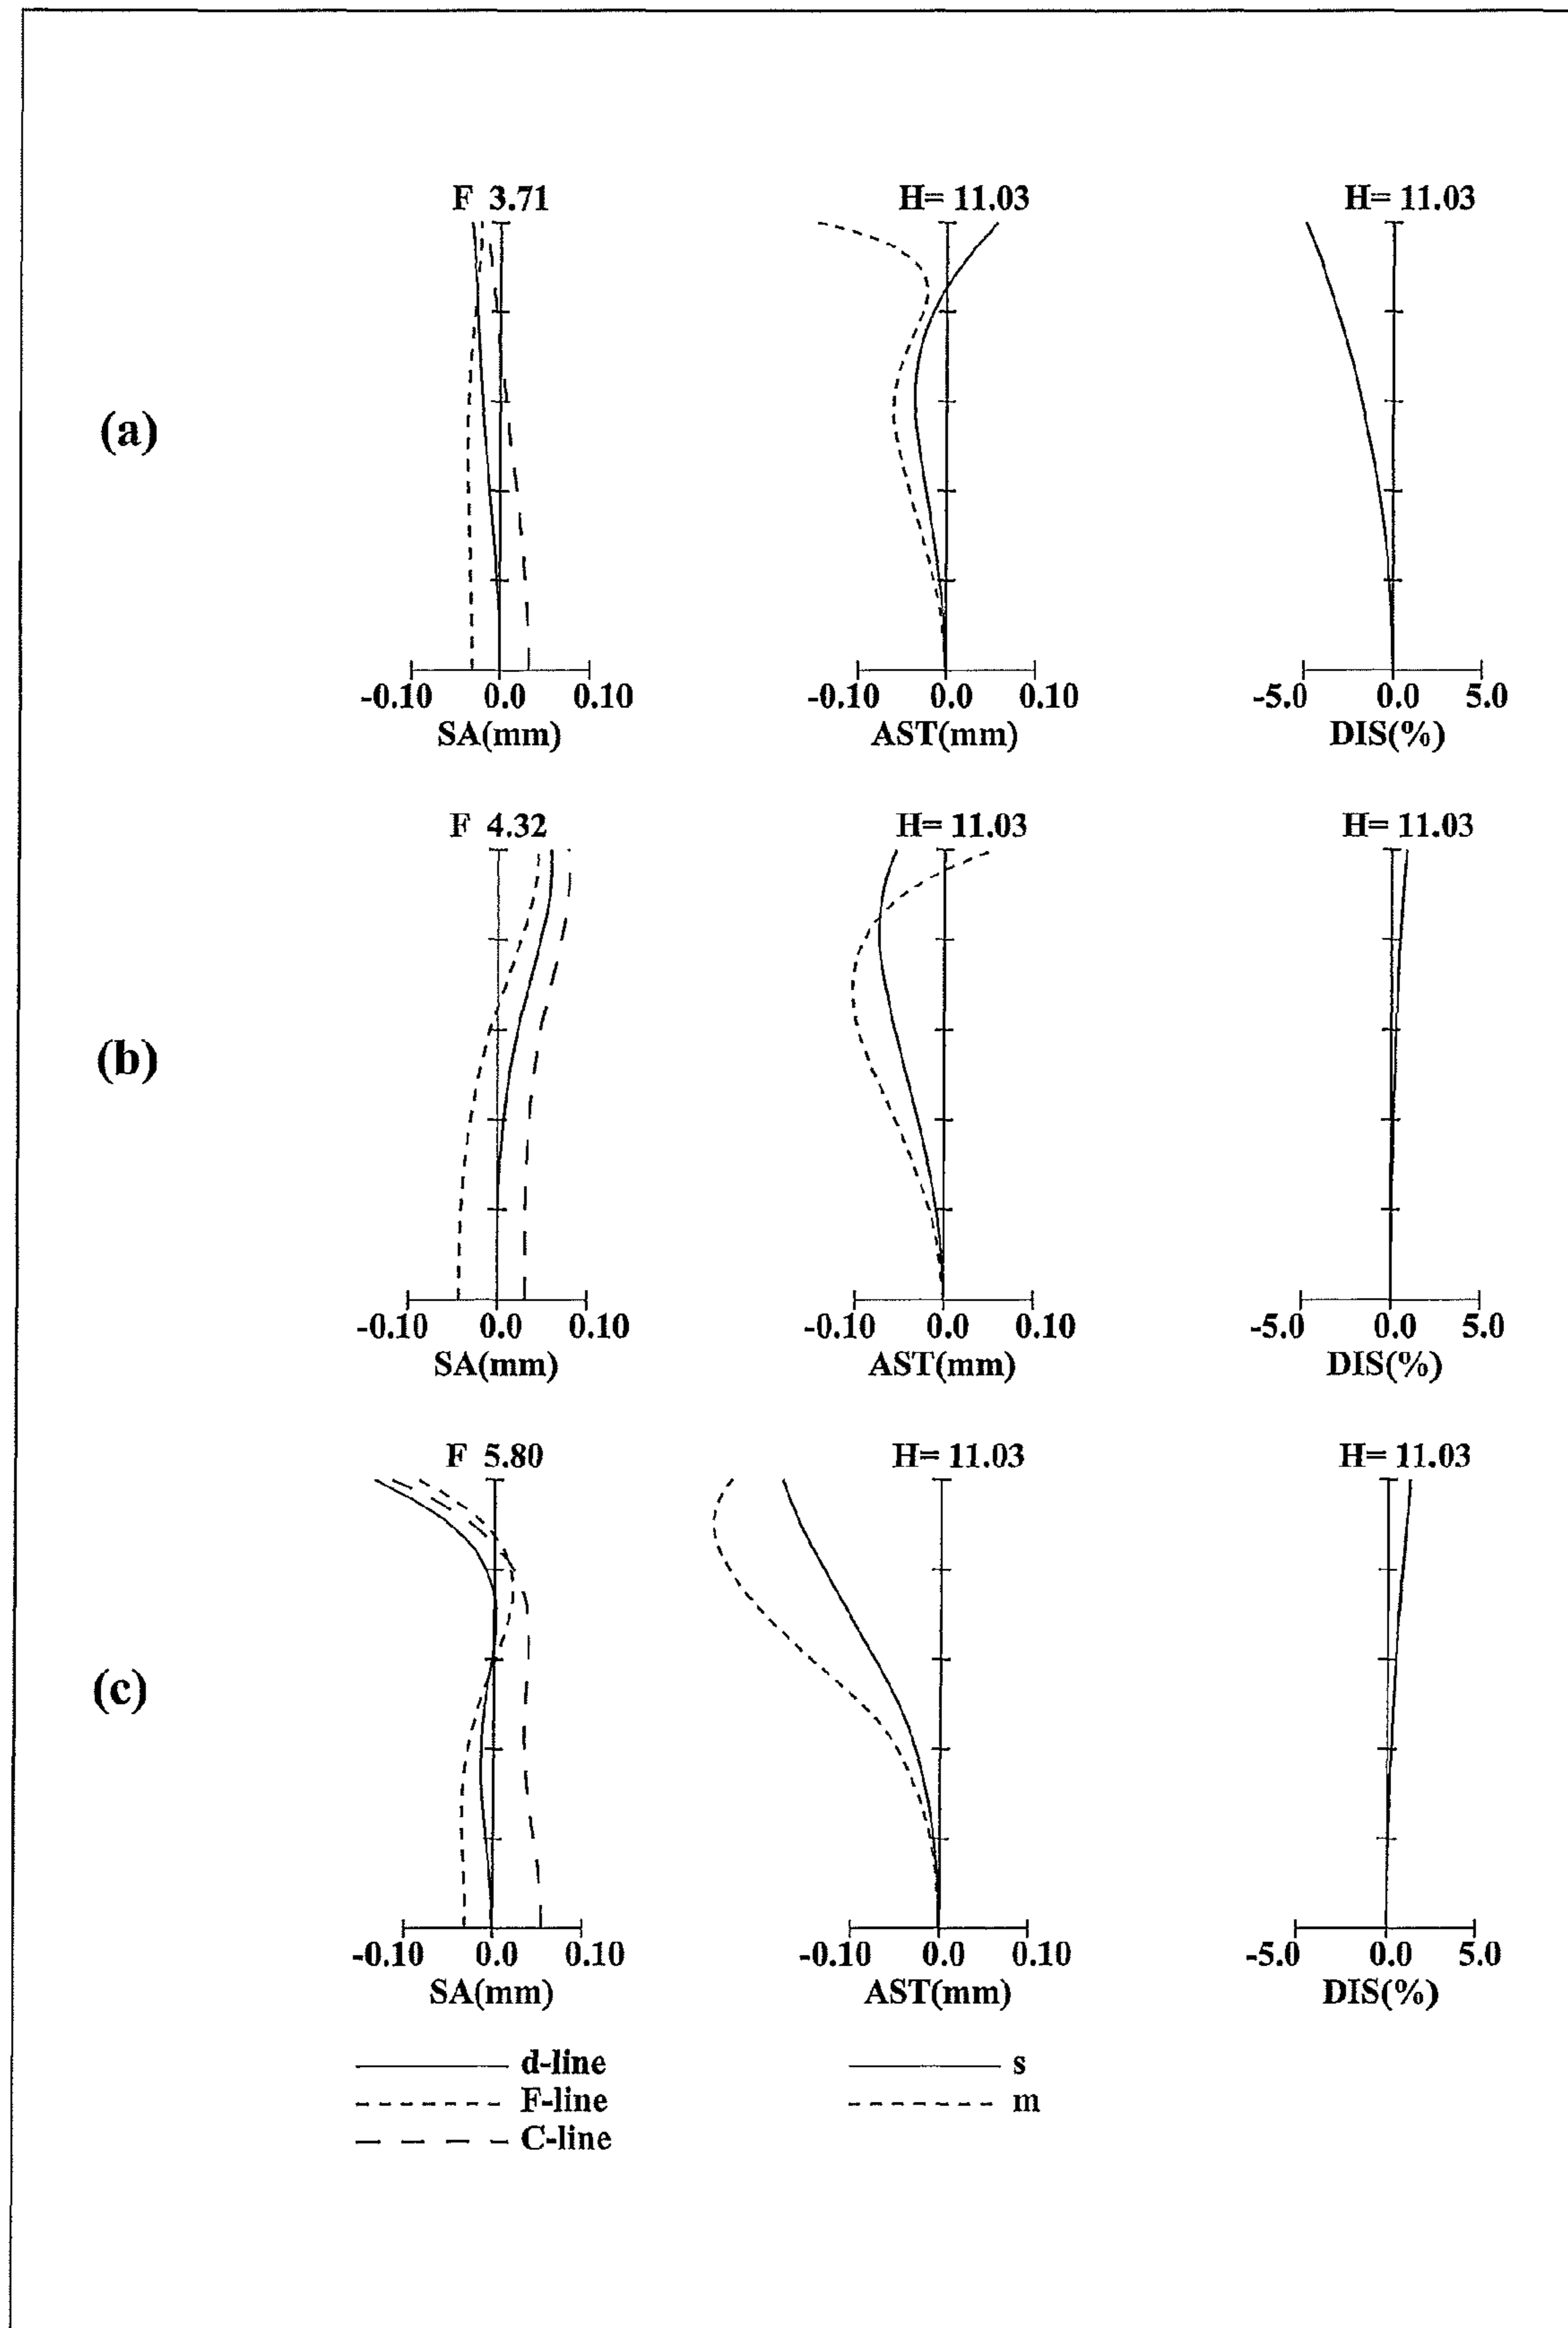 F 3.71 H= 11.03 H= 11.03
(a)
-0.10 0.0 0.10 -0.10 0.0 0.10 -5.0 0.0 5.0
SA(mm) AST(mm) DIS(%)
F 4.32 H= 11.03 H= 11.03
(b)
-0.10 0.0 0.10 -0.10 0.0 0.10 -5.0 0.0 5.0
SA(mm) AST(mm) DIS(%)
F 5.80 H= 11.03 H= 11.03
(c)
-0.10 0.0 0.10 -0.10 0.0 0.10 -5.0 0.0 5.0
SA(mm) AST(mm) DIS(%)
d-line s
F-line m
C-line